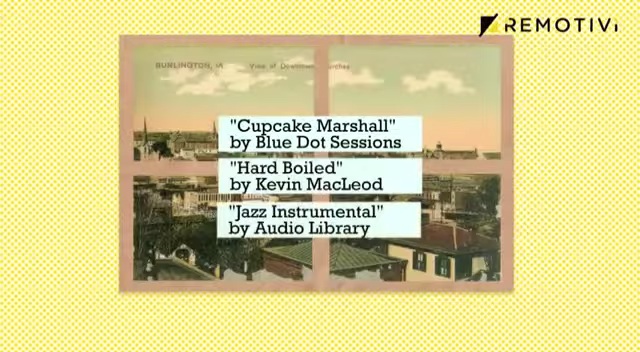 REMOTIVI
BURLINGTON, IA. View of Downtown Churches
"Cupcake Marshall"
by Blue Dot Sessions
"Hard Boiled"
by Kevin MacLeod
"Jazz Instrumental"
by Audio Library